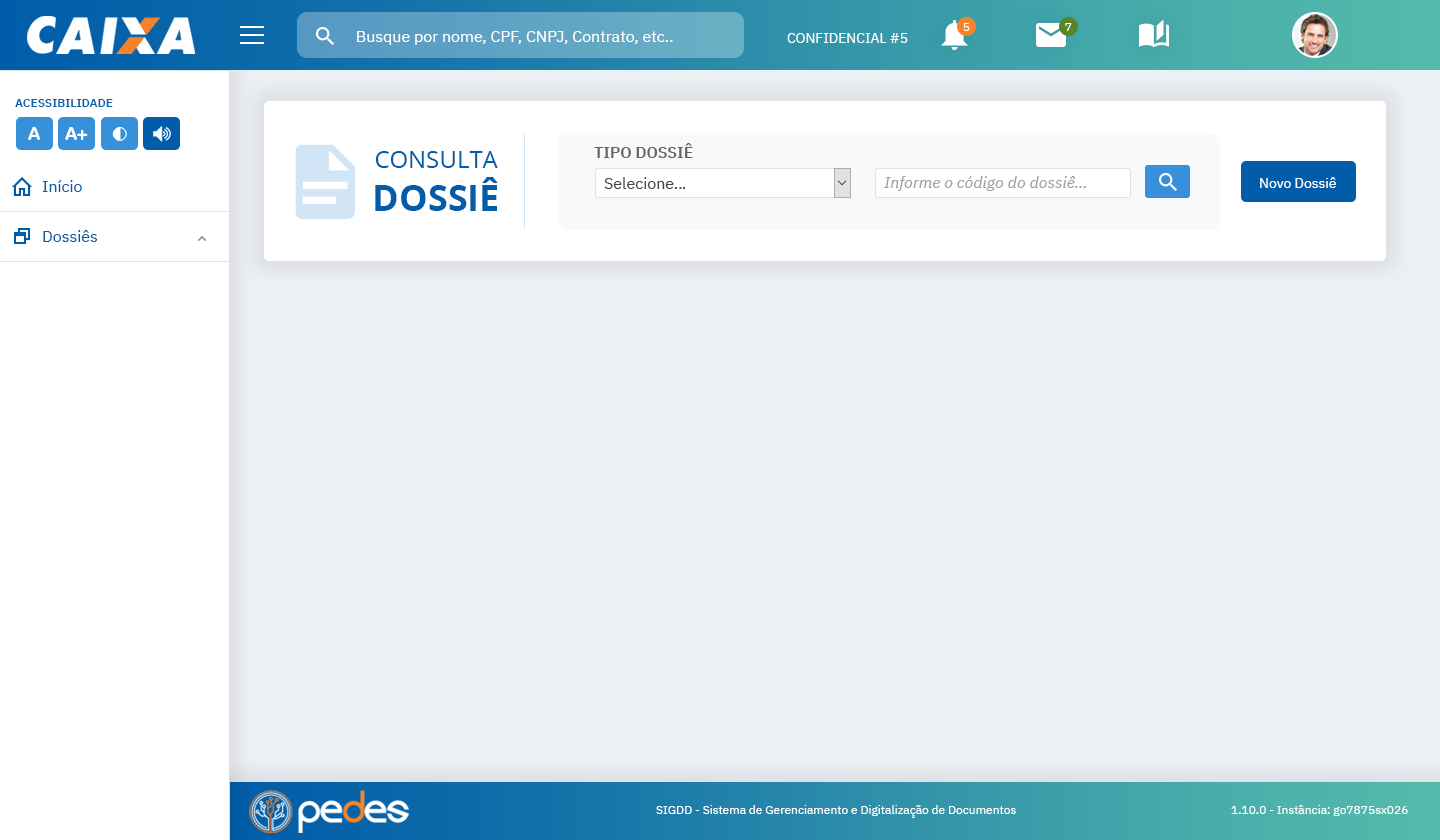 CAIXA
Busque por nome, CPF, CNPJ, Contrato, etc..
CONFIDENCIAL #5
5
7
ACESSIBILIDADE
A
A+
Início
Dossiês
CONSULTA
DOSSIÊ
TIPO DOSSIÊ
Selecione...
Informe o código do dossiê...
Novo Dossiê
pedes
SIGDD - Sistema de Gerenciamento e Digitalização de Documentos
1.10.0 - Instância: go7875sx026